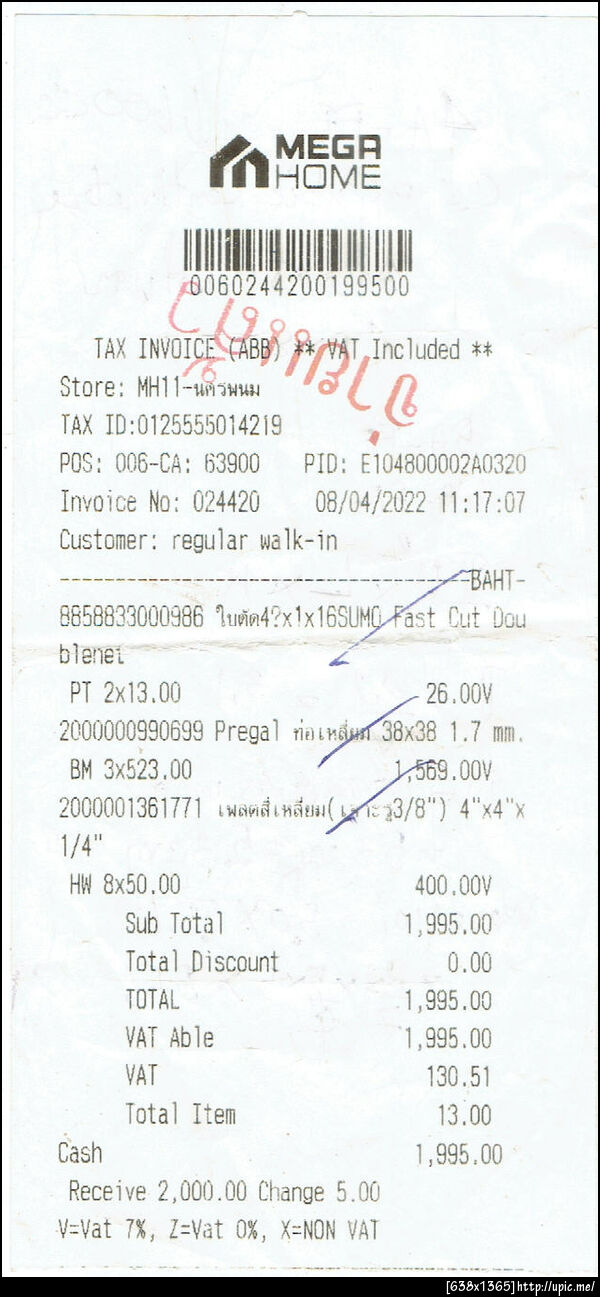 MEGA
HOME
0060244200199500
TAX INVOICE (ABB) ** VAT Included **
Store: MH11-นครพนม
TAX ID:0125555014219
POS: 006-CA: 63900 PID: E104800002A0320
Invoice No: 024420 08/04/2022 11:17:07
Customer: regular walk-in
-BAHT-
8858833000986 ใบตัด4?x1x16SUMO Fast Cut Dou
blenet
PT 2x13.00 26.00V
2000000990699 Pregal ท่อเหลี่ยม 38x38 1.7 mm.
BM 3x523.00 1,569.00V
2000001361771 เพลตสี่เหลี่ยม(เจาะรู3/8") 4"x4"x
1/4"
HW 8x50.00 400.00V
Sub Total 1,995.00
Total Discount 0.00
TOTAL 1,995.00
VAT Able 1,995.00
VAT 130.51
Total Item 13.00
Cash 1,995.00
Receive 2,000.00 Change 5.00
V=Vat 7%, Z=Vat 0%, X=NON VAT
[638x1365]http://upic.me/